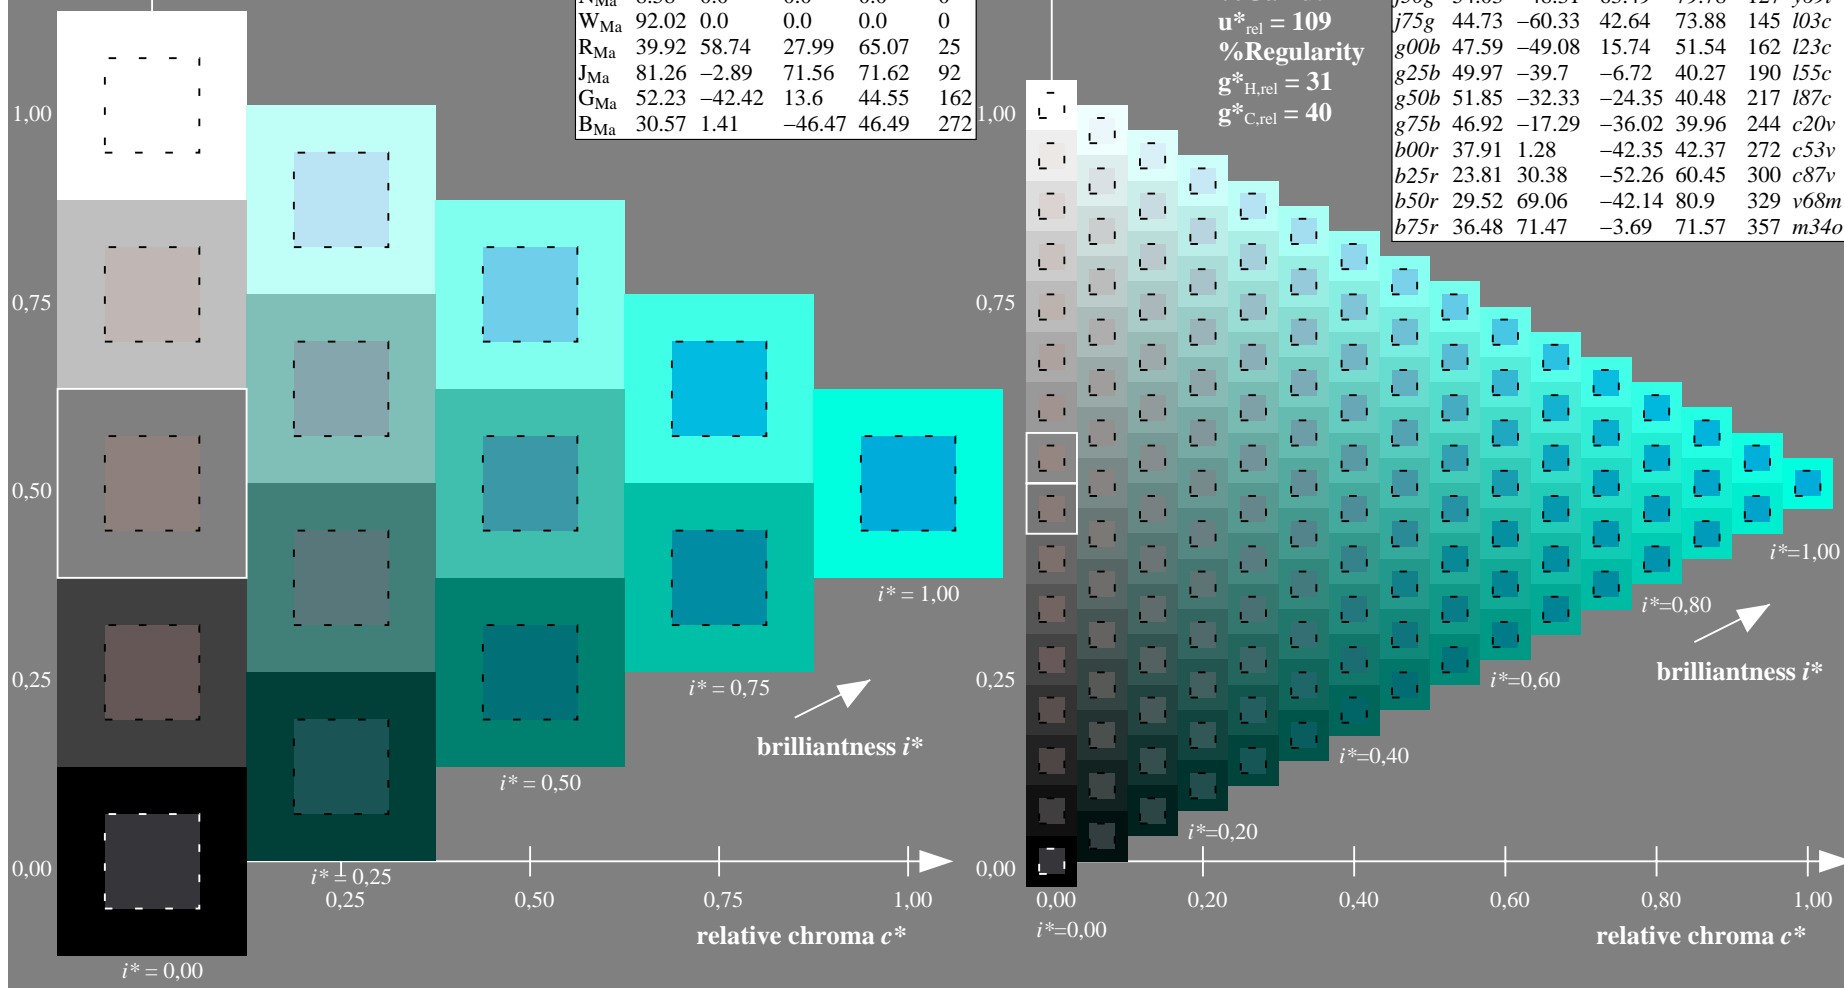 W_Ma 92.02 0.0 0.0 0.0 0
R_Ma 39.92 58.74 27.99 65.07 25
J_Ma 81.26 −2.89 71.56 71.62 92
G_Ma 52.23 −42.42 13.6 44.55 162
B_Ma 30.57 1.41 −46.47 46.49 272
1,00
0,75
0,50
0,25
0,00
i* = 1,00
i* = 0,75
brilliantness i*
i* = 0,50
i* = 0,25
0,25 0,50 0,75 1,00
relative chroma c*
i* = 0,00
u*rel = 109
%Regularity
g*H,rel = 31
g*C,rel = 40
j75g 44.73 −60.33 42.64 73.88 145 l03c
g00b 47.59 −49.08 15.74 51.54 162 l23c
g25b 49.97 −39.7 −6.72 40.27 190 l55c
g50b 51.85 −32.33 −24.35 40.48 217 l87c
g75b 46.92 −17.29 −36.02 39.96 244 c20v
b00r 37.91 1.28 −42.35 42.37 272 c53v
b25r 23.81 30.38 −52.26 60.45 300 c87v
b50r 29.52 69.06 −42.14 80.9 329 v68m
b75r 36.48 71.47 −3.69 71.57 357 m34o
1,00
0,75
0,50
0,25
0,00
i*=1,00
i*=0,80
brilliantness i*
i*=0,60
i*=0,40
i*=0,20
0,00 0,20 0,40 0,60 0,80 1,00
i*=0,00
relative chroma c*